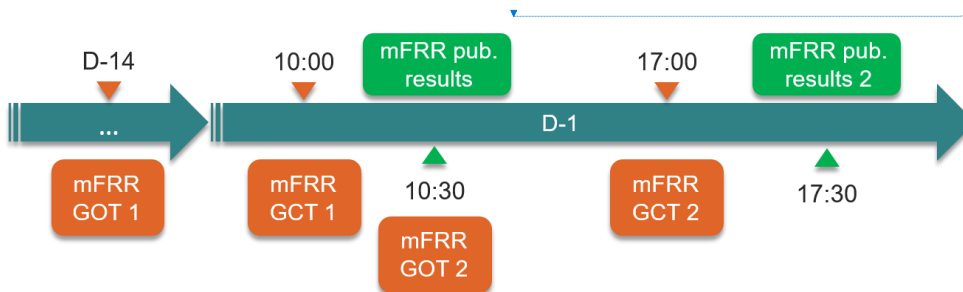 D-14
10:00
mFRR pub.
results
17:00
mFRR pub.
results 2
...
D-1
mFRR
GOT 1
mFRR
GCT 1
10:30
mFRR
GOT 2
mFRR
GCT 2
17:30